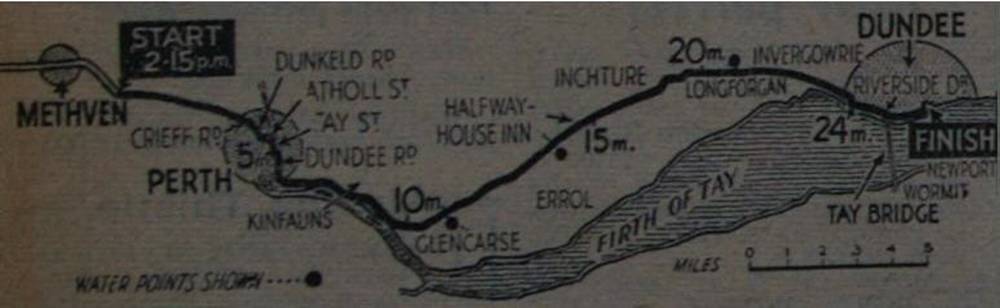 START
2·15 p.m.
METHVEN
DUNKELD RD
ATHOLL ST
TAY ST
CRIEFF RD
5m
DUNDEE RD
PERTH
KINFAUNS
10m.
GLENCARSE
HALFWAY-
HOUSE INN
15m.
ERROL
INCHTURE
20m.
LONGFORGAN
INVERGOWRIE
DUNDEE
RIVERSIDE DR.
24m.
FINISH
NEWPORT
WORMIT
TAY BRIDGE
FIRTH OF TAY
MILES 0 1 2 3 4 5
WATER POINTS SHOWN